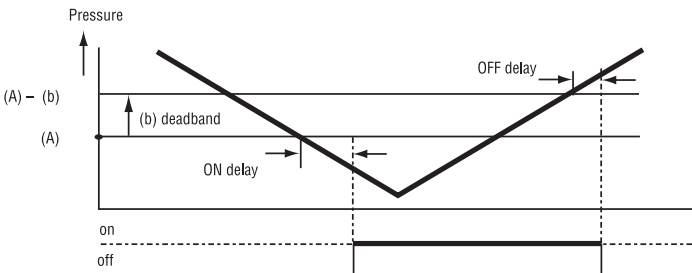 Pressure
OFF delay
(A) – (b)
(b) deadband
(A)
ON delay
on
off